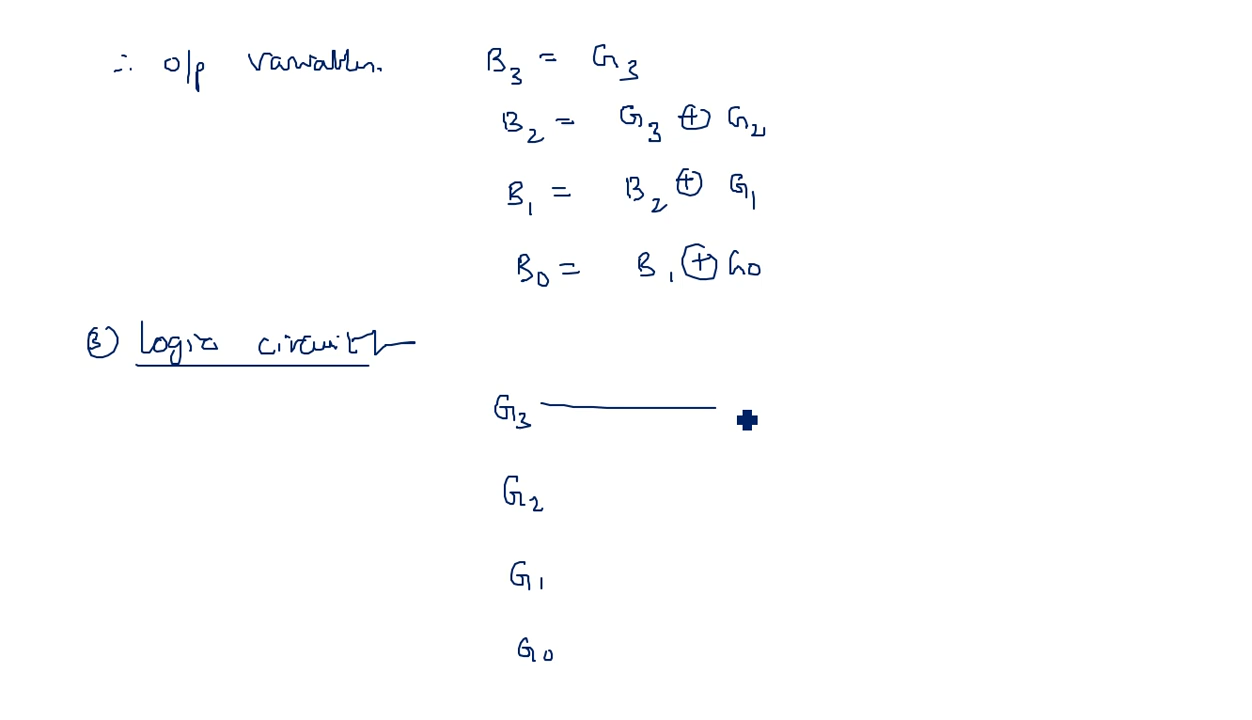 ∴ o/p variables. B₃ = G₃
B₂ = G₃ ⊕ G₂
B₁ = B₂ ⊕ G₁
B₀ = B₁ ⊕ G₀
③ Logic circuit
G₃
G₂
G₁
G₀